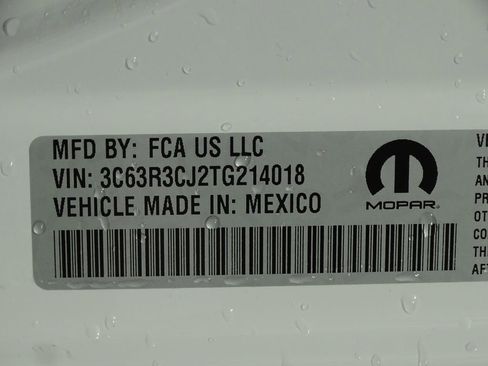 MFD BY: FCA US LLC
VIN: 3C63R3CJ2TG214018
VEHICLE MADE IN: MEXICO
MOPAR